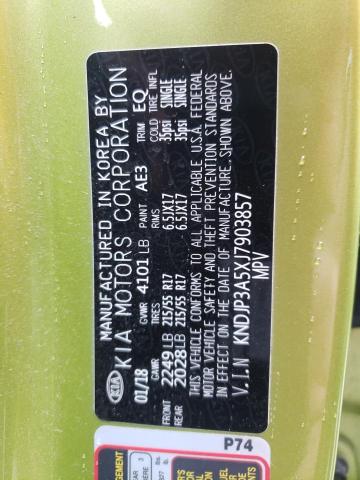 MANUFACTURED IN KOREA BY
KIA KIA MOTORS CORPORATION
01/18 GVWR 4101 LB PAINT AE3 TRIM EQ
GAWR TIRES RIMS COLD TIRE INFL
FRONT 2249 LB 215/55 R17 6.5JX17 35psi SINGLE
REAR 2028 LB 215/55 R17 6.5JX17 35psi SINGLE
THIS VEHICLE CONFORMS TO ALL APPLICABLE U.S.A. FEDERAL
MOTOR VEHICLE SAFETY AND THEFT PREVENTION STANDARDS
IN EFFECT ON THE DATE OF MANUFACTURE, SHOWN ABOVE.
V.I.N KNDJP3A5XJ7903857
MPV
P74